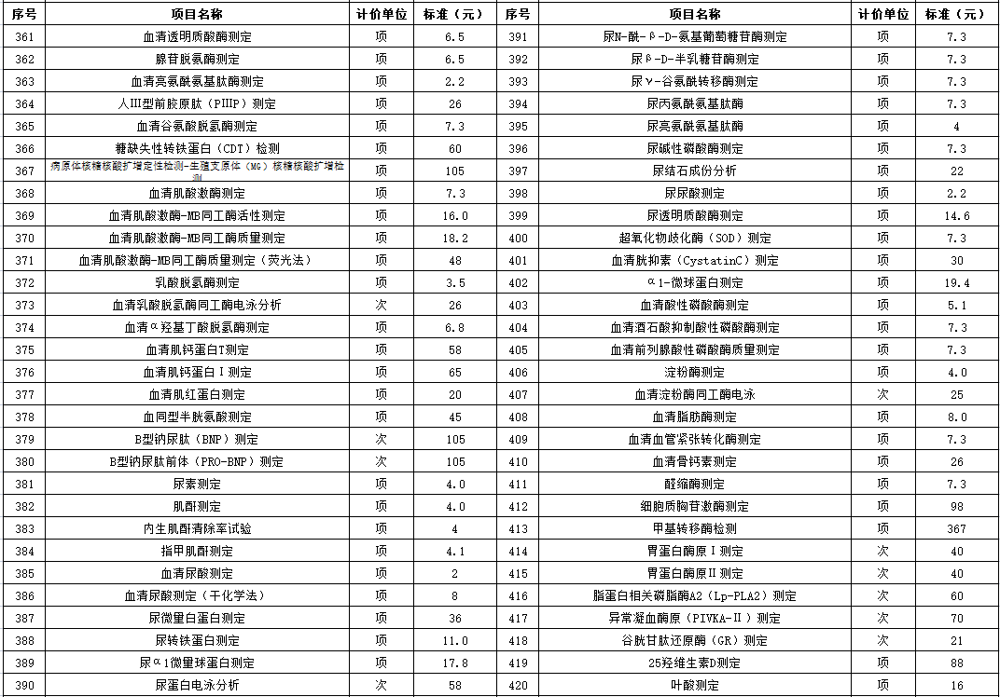 序号 项目名称 计价单位 标准（元） 序号 项目名称 计价单位 标准（元）
361 血清透明质酸酶测定 项 6.5 391 尿N-酰-β-D-氨基葡萄糖苷酶测定 项 7.3
362 腺苷脱氨酶测定 项 6.5 392 尿β-D-半乳糖苷酶测定 项 7.3
363 血清亮氨酰氨基肽酶测定 项 2.2 393 尿γ-谷氨酰转移酶测定 项 7.3
364 人Ⅲ型前胶原肽（PⅢP）测定 项 26 394 尿丙氨酰氨基肽酶 项 7.3
365 血清谷氨酸脱氢酶测定 项 7.3 395 尿亮氨酰氨基肽酶 项 4
366 糖缺失性转铁蛋白（CDT）检测 项 60 396 尿碱性磷酸酶测定 项 7.3
367 病原体核糖核酸扩增定性检测-生殖支原体（MG）核糖核酸扩增检测 项 105 397 尿结石成份分析 项 22
368 血清肌酸激酶测定 项 7.3 398 尿尿酸测定 项 2.2
369 血清肌酸激酶-MB同工酶活性测定 项 16.0 399 尿透明质酸酶测定 项 14.6
370 血清肌酸激酶-MB同工酶质量测定 项 18.2 400 超氧化物歧化酶（SOD）测定 项 7.3
371 血清肌酸激酶-MB同工酶质量测定（荧光法） 项 48 401 血清胱抑素（CystatinC）测定 项 30
372 乳酸脱氢酶测定 项 3.5 402 α1-微球蛋白测定 项 19.4
373 血清乳酸脱氢酶同工酶电泳分析 次 26 403 血清酸性磷酸酶测定 项 5.1
374 血清α羟基丁酸脱氢酶测定 项 6.8 404 血清酒石酸抑制酸性磷酸酶测定 项 7.3
375 血清肌钙蛋白T测定 项 58 405 血清前列腺酸性磷酸酶质量测定 项 7.3
376 血清肌钙蛋白Ⅰ测定 项 65 406 淀粉酶测定 项 4.0
377 血清肌红蛋白测定 项 20 407 血清淀粉酶同工酶电泳 次 25
378 血同型半胱氨酸测定 项 45 408 血清脂肪酶测定 项 8.0
379 B型钠尿肽（BNP）测定 次 105 409 血清血管紧张转化酶测定 项 7.3
380 B型钠尿肽前体（PRO-BNP）测定 次 105 410 血清骨钙素测定 项 26
381 尿素测定 项 4.0 411 醛缩酶测定 项 7.3
382 肌酐测定 项 4.0 412 细胞质胸苷激酶测定 项 98
383 内生肌酐清除率试验 项 4 413 甲基转移酶检测 项 367
384 指甲肌酐测定 项 4.1 414 胃蛋白酶原Ⅰ测定 次 40
385 血清尿酸测定 项 2 415 胃蛋白酶原Ⅱ测定 次 40
386 血清尿酸测定（干化学法） 项 8 416 脂蛋白相关磷脂酶A2（Lp-PLA2）测定 次 60
387 尿微量白蛋白测定 项 36 417 异常凝血酶原（PIVKA-Ⅱ）测定 次 70
388 尿转铁蛋白测定 项 11.0 418 谷胱甘肽还原酶（GR）测定 次 21
389 尿α1微量球蛋白测定 项 17.8 419 25羟维生素D测定 项 88
390 尿蛋白电泳分析 次 58 420 叶酸测定 项 16